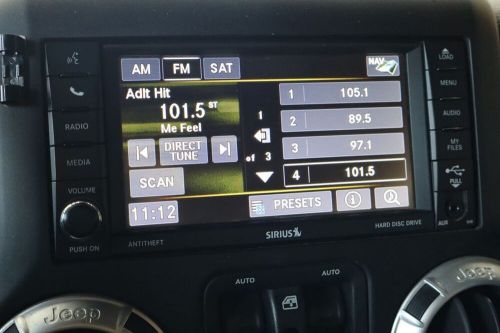 AM FM SAT NAV
Adlt Hit
101.5 ST
Me Feel
DIRECT TUNE
SCAN
11:12
1 of 3
1 105.1
2 89.5
3 97.1
4 101.5
PRESETS
RADIO
MEDIA
VOLUME
PUSH ON
ANTITHEFT
SIRIUS
HARD DISC DRIVE
LOAD
MENU
AUDIO
MY FILES
PULL
AUX
AUTO
AUTO
Jeep
Jeep